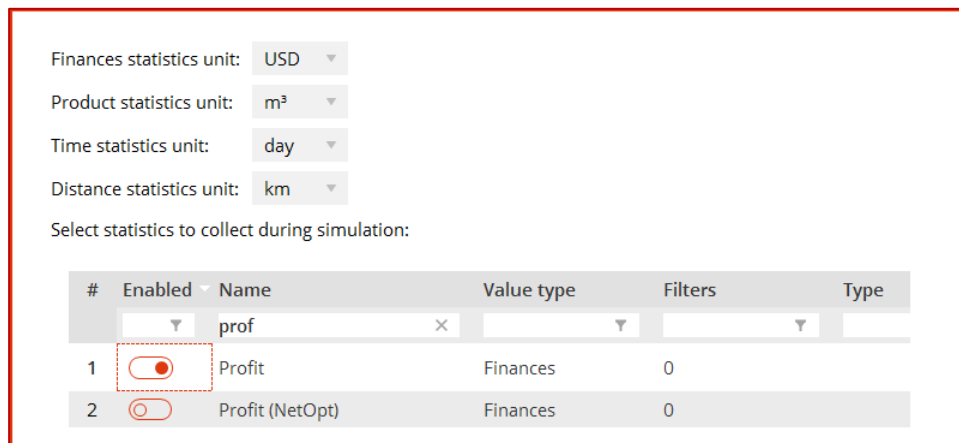 Finances statistics unit: USD
Product statistics unit: m³
Time statistics unit: day
Distance statistics unit: km
Select statistics to collect during simulation:
# Enabled Name Value type Filters Type
prof
1 Profit Finances 0
2 Profit (NetOpt) Finances 0